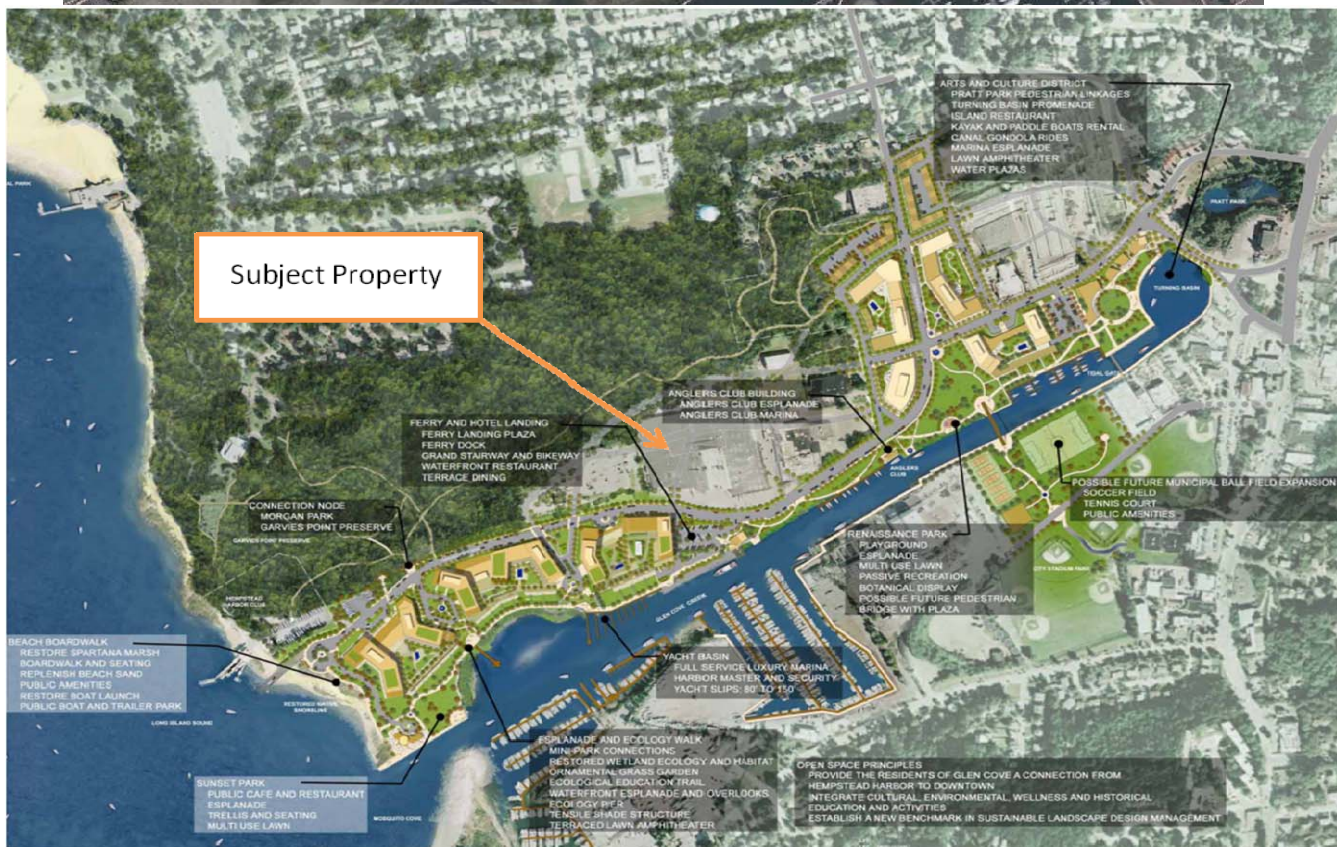 ARTS AND CULTURE DISTRICT
PRATT PARK PEDESTRIAN LINKAGES
TURNING BASIN PROMENADE
ISLAND RESTAURANT
KAYAK AND PADDLE BOATS RENTAL
CANAL GONDOLA RIDES
MARINA ESPLANADE
LAWN AMPHITHEATER
WATER PLAZAS
PRATT PARK
Subject Property
TURNING BASIN
TIDAL GATE
ANGLERS CLUB BUILDING
ANGLERS CLUB ESPLANADE
ANGLERS CLUB MARINA
FERRY AND HOTEL LANDING
FERRY LANDING PLAZA
FERRY DOCK
GRAND STAIRWAY AND BIKEWAY
WATERFRONT RESTAURANT
TERRACE DINING
ANGLERS
CLUB
POSSIBLE FUTURE MUNICIPAL BALL FIELD EXPANSION
SOCCER FIELD
TENNIS COURT
PUBLIC AMENITIES
CONNECTION NODE
MORGAN PARK
GARVIES POINT PRESERVE
GARVIES POINT PRESERVE
RENAISSANCE PARK
PLAYGROUND
ESPLANADE
MULTI USE LAWN
PASSIVE RECREATION
BOTANICAL DISPLAY
POSSIBLE FUTURE PEDESTRIAN
BRIDGE WITH PLAZA
CITY STADIUM PARK
HEMPSTEAD
HARBOR CLUB
GLEN COVE CREEK
BEACH BOARDWALK
RESTORE SPARTANA MARSH
BOARDWALK AND SEATING
REPLENISH BEACH SAND
PUBLIC AMENITIES
RESTORE BOAT LAUNCH
PUBLIC BOAT AND TRAILER PARK
YACHT BASIN
FULL SERVICE LUXURY MARINA
HARBOR MASTER AND SECURITY
YACHT SLIPS: 80' TO 150'
RESTORED NATIVE
SHORELINE
LONG ISLAND SOUND
ESPLANADE AND ECOLOGY WALK
MINI-PARK CONNECTIONS
RESTORED WETLAND ECOLOGY AND HABITAT
ORNAMENTAL GRASS GARDEN
ECOLOGICAL EDUCATION TRAIL
WATERFRONT ESPLANADE AND OVERLOOKS
ECOLOGY PIER
TENSILE SHADE STRUCTURE
TERRACED LAWN AMPHITHEATER
SUNSET PARK
PUBLIC CAFE AND RESTAURANT
ESPLANADE
TRELLIS AND SEATING
MULTI USE LAWN
MOSQUITO COVE
OPEN SPACE PRINCIPLES
PROVIDE THE RESIDENTS OF GLEN COVE A CONNECTION FROM
HEMPSTEAD HARBOR TO DOWNTOWN
INTEGRATE CULTURAL, ENVIRONMENTAL, WELLNESS AND HISTORICAL
EDUCATION AND ACTIVITIES
ESTABLISH A NEW BENCHMARK IN SUSTAINABLE LANDSCAPE DESIGN MANAGEMENT